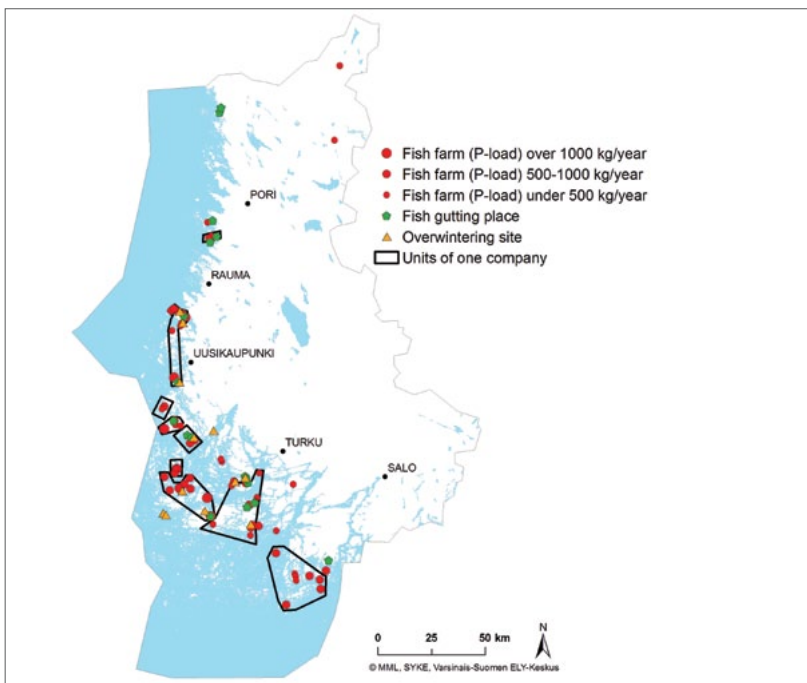 PORI
Fish farm (P-load) over 1000 kg/year
Fish farm (P-load) 500-1000 kg/year
Fish farm (P-load) under 500 kg/year
Fish gutting place
Overwintering site
Units of one company
RAUMA
UUSIKAUPUNKI
TURKU
SALO
0 25 50 km
N
© MML, SYKE, Varsinais-Suomen ELY-Keskus